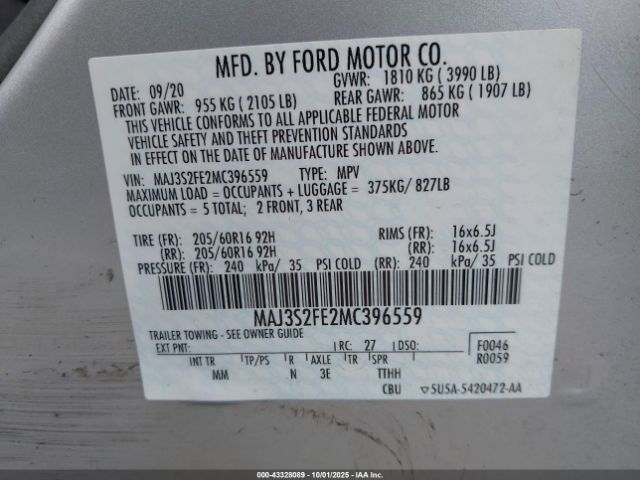 MFD. BY FORD MOTOR CO.
DATE: 09/20 GVWR: 1810 KG ( 3990 LB)
FRONT GAWR: 955 KG ( 2105 LB) REAR GAWR: 865 KG ( 1907 LB)
THIS VEHICLE CONFORMS TO ALL APPLICABLE FEDERAL MOTOR
VEHICLE SAFETY AND THEFT PREVENTION STANDARDS
IN EFFECT ON THE DATE OF MANUFACTURE SHOWN ABOVE.
VIN: MAJ3S2FE2MC396559 TYPE: MPV
MAXIMUM LOAD = OCCUPANTS + LUGGAGE = 375KG/ 827LB
OCCUPANTS = 5 TOTAL; 2 FRONT, 3 REAR
TIRE (FR): 205/60R16 92H RIMS (FR): 16x6.5J
(RR): 205/60R16 92H (RR): 16x6.5J
PRESSURE (FR): 240 kPa/ 35 PSI COLD (RR): 240 kPa/ 35 PSI COLD
MAJ3S2FE2MC396559
TRAILER TOWING - SEE OWNER GUIDE
EXT PNT: RC: 27 DSO: F0046
R0059
INT TR TP/PS R AXLE TR SPR
MM N 3E TTHH
CBU ▽SU5A-5420472-AA
000-43328089 - 10/01/2025 - IAAI, Inc.